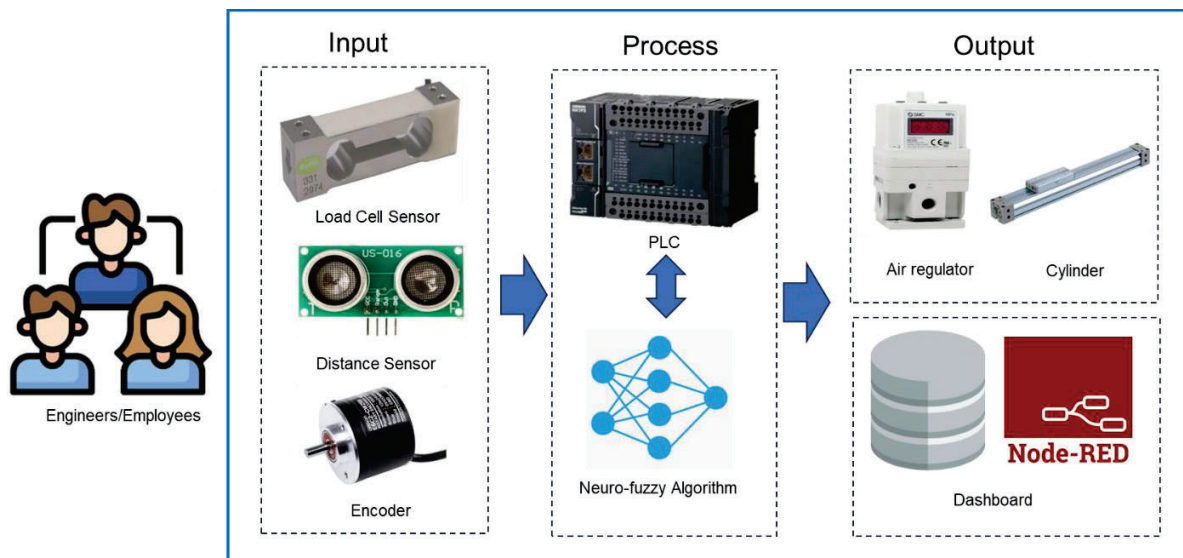 Input
Process
Output
Load Cell Sensor
US-016
Distance Sensor
Encoder
PLC
Neuro-fuzzy Algorithm
Air regulator
Cylinder
Node-RED
Dashboard
Engineers/Employees